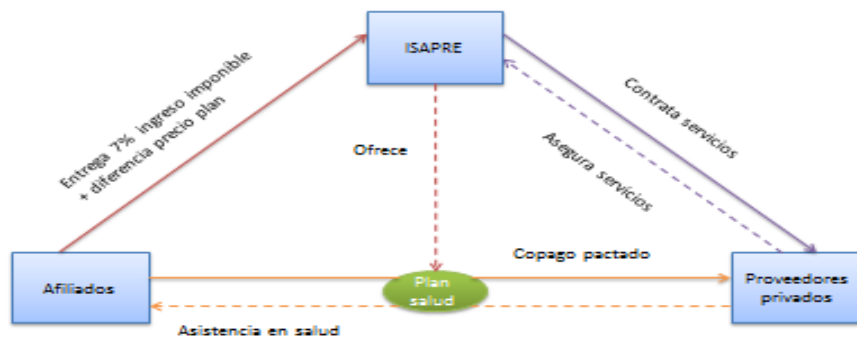 ISAPRE
Entrega 7% ingreso imponible
+ diferencia precio plan
Contrata servicios
Asegura servicios
Ofrece
Copago pactado
Afiliados
Plan
salud
Proveedores
privados
Asistencia en salud